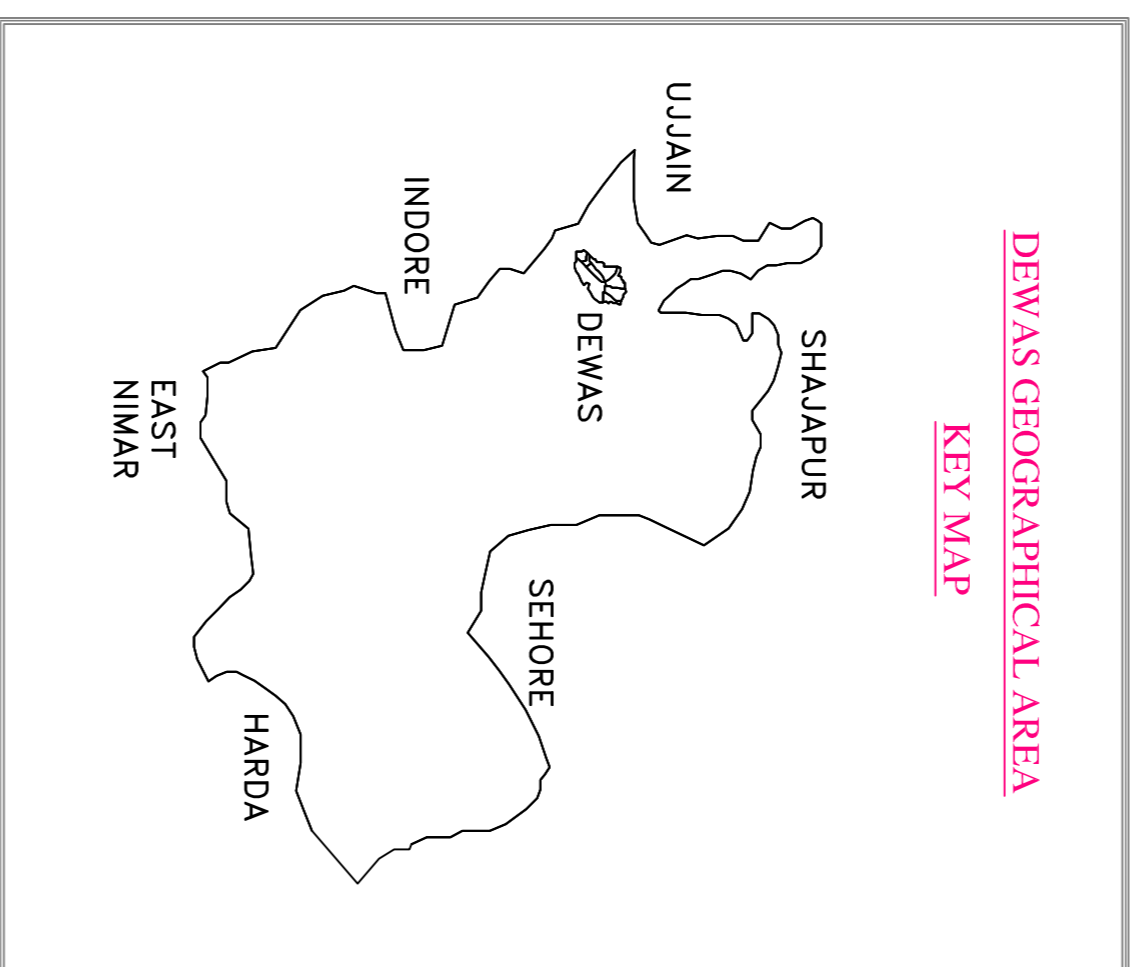 DEWAS GEOGRAPHICAL AREA
KEY MAP
SHAJAPUR
UJJAIN
DEWAS
SEHORE
INDORE
HARDA
EAST
NIMAR